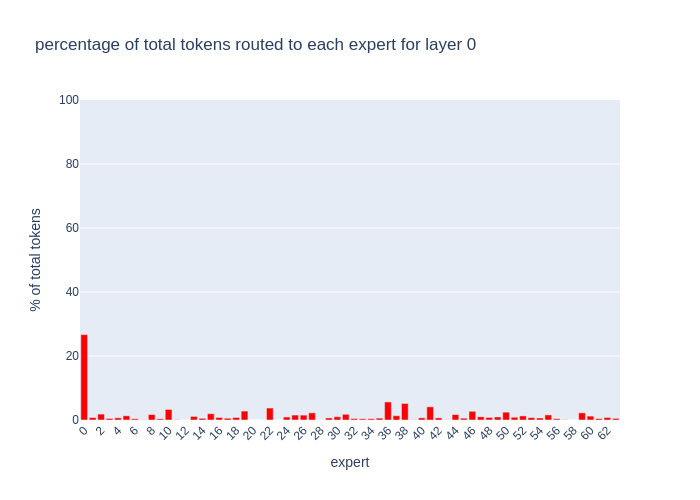 percentage of total tokens routed to each expert for layer 0
100
80
60
40
20
0
% of total tokens
0 2 4 6 8 10 12 14 16 18 20 22 24 26 28 30 32 34 36 38 40 42 44 46 48 50 52 54 56 58 60 62
expert